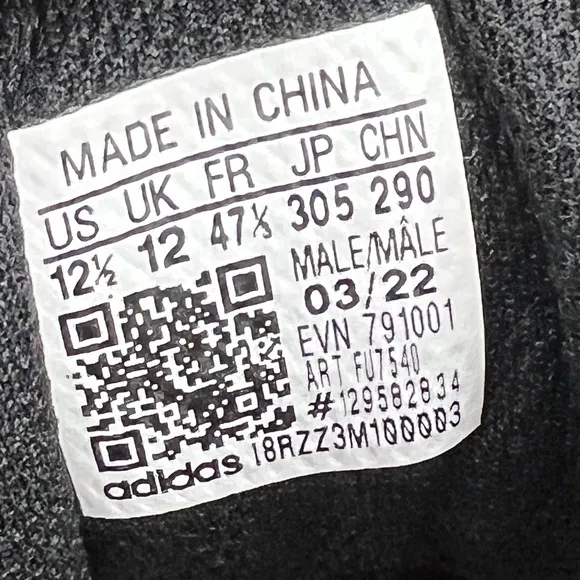 MADE IN CHINA
US UK FR JP CHN
12½ 12 47⅓ 305 290
MALE/MÂLE
03/22
EVN 791001
ART FU7540
#129582834
adidas 18RZZ3M100003